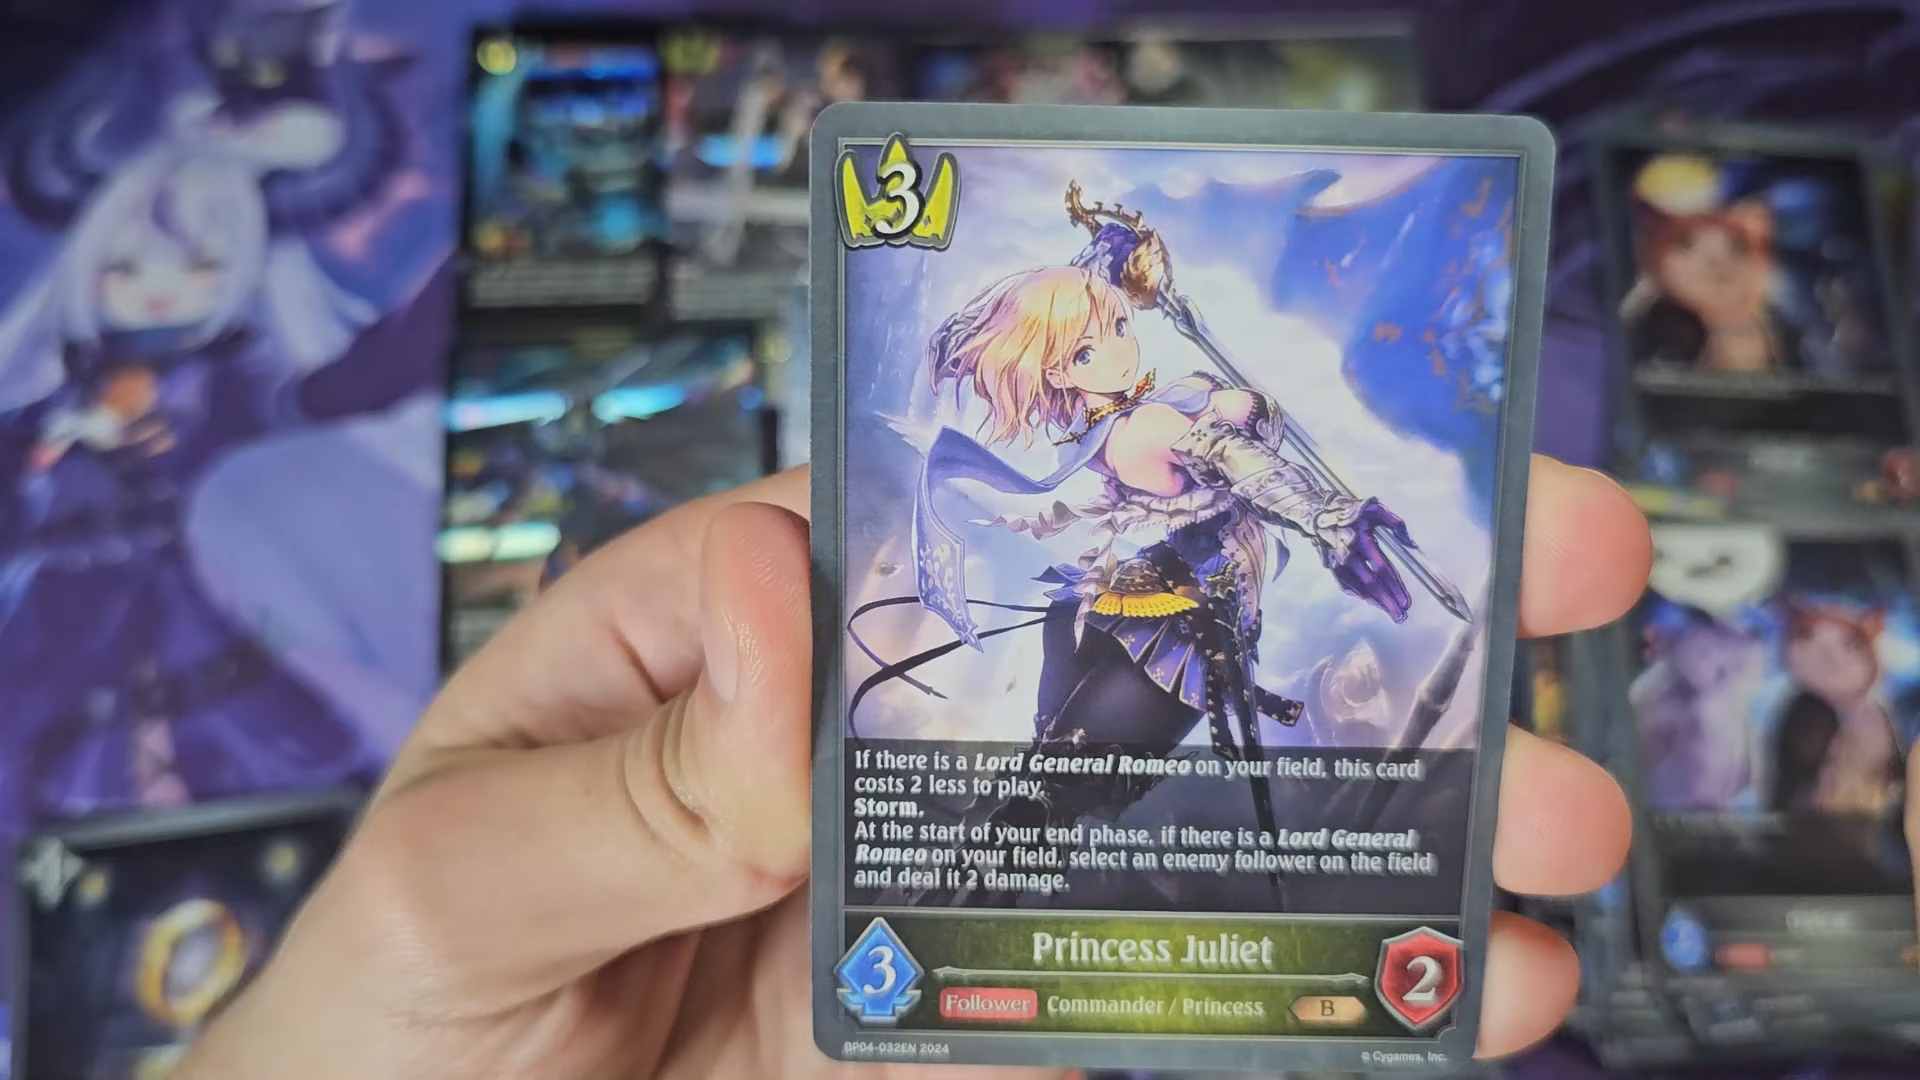 3
If there is a Lord General Romeo on your field, this card
costs 2 less to play.
Storm.
At the start of your end phase, if there is a Lord General
Romeo on your field, select an enemy follower on the field
and deal it 2 damage.
3
Princess Juliet
2
Follower Commander / Princess B
BP04-032EN 2024
© Cygames, Inc.